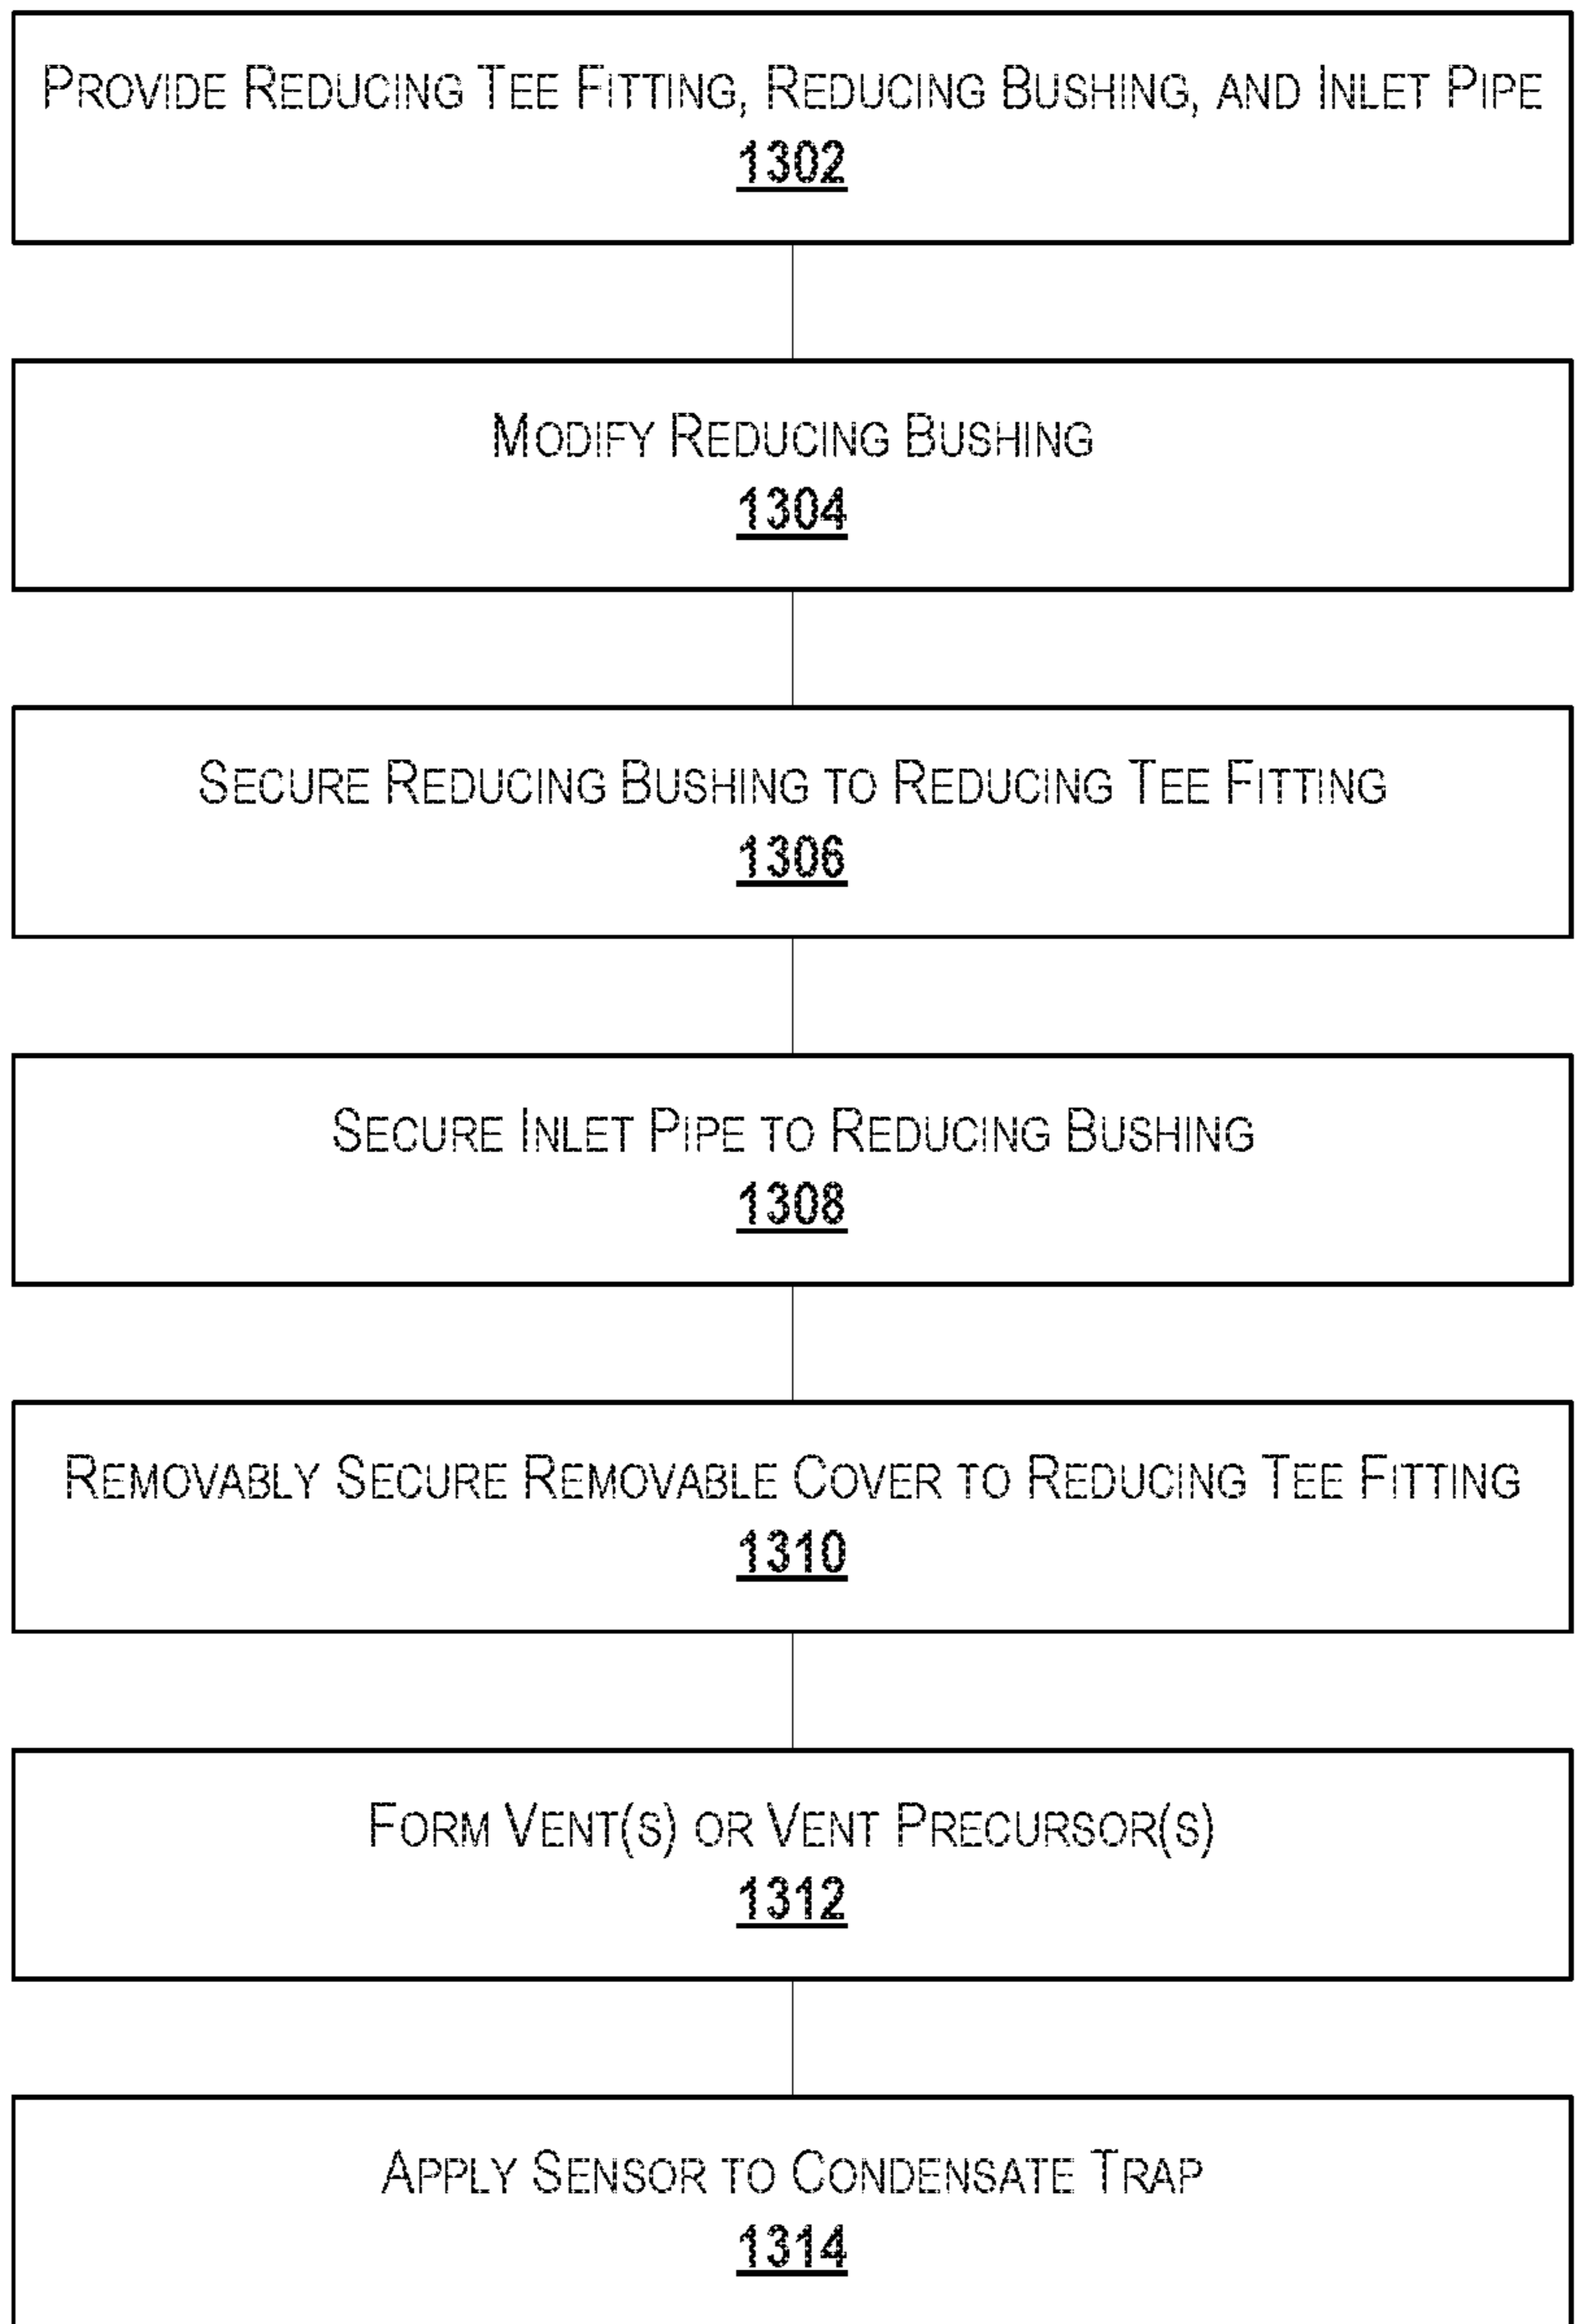 PROVIDE REDUCING TEE FITTING, REDUCING BUSHING, AND INLET PIPE
1302
MODIFY REDUCING BUSHING
1304
SECURE REDUCING BUSHING TO REDUCING TEE FITTING
1306
SECURE INLET PIPE TO REDUCING BUSHING
1308
REMOVABLY SECURE REMOVABLE COVER TO REDUCING TEE FITTING
1310
FORM VENT(S) OR VENT PRECURSOR(S)
1312
APPLY SENSOR TO CONDENSATE TRAP
1314